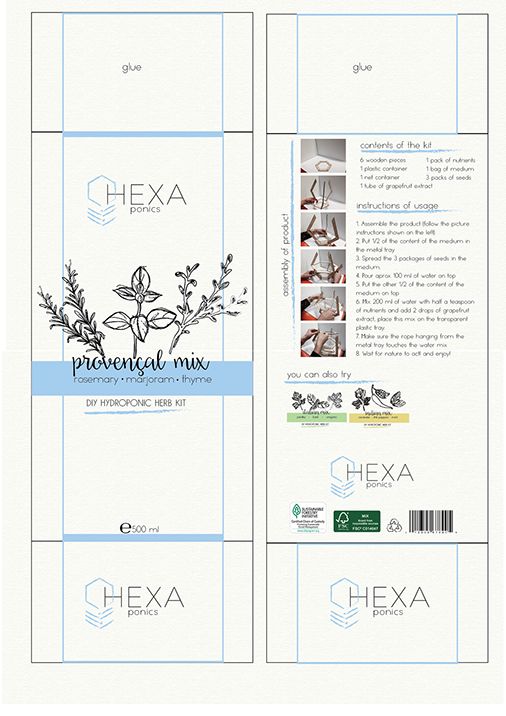 glue
HEXA
ponics
provençal mix
rosemary • marjoram • thyme
DIY HYDROPONIC HERB KIT
℮500 ml
HEXA
ponics
glue
contents of the kit
6 wooden pieces
1 plastic container
1 net container
1 tube of grapefruit extract
1 pack of nutrients
1 bag of medium
3 packs of seeds
assembly of product
instructions of usage
1. Assemble the product (follow the picture
instructions shown on the left)
2. Put 1/2 of the content of the medium in
the metal tray
3. Spread the 3 packages of seeds in the
medium.
4. Pour aprox. 100 ml of water on top
5. Put the other 1/2 of the content of the
medium on top
6. Mix 200 ml of water with half a teaspoon
of nutrients and add 2 drops of grapefruit
extract, place this mix on the transparent
plastic tray
7. Make sure the rope hanging from the
metal tray touches the water mix
8. Wait for nature to act and enjoy!
you can also try
italian mix
DIY HYDROPONIC HERB KIT
DIY HYDROPONIC HERB KIT
HEXA
ponics
SUSTAINABLE
FORESTRY
INITIATIVE
Certified Chain of Custody
FSC
MIX
HEXA
ponics